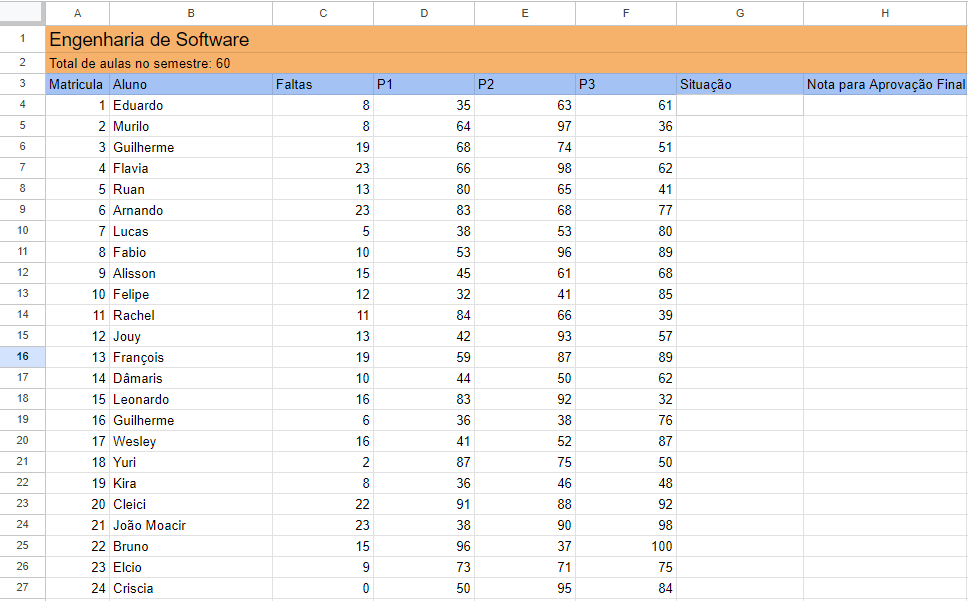 A B C D E F G H
1 Engenharia de Software
2 Total de aulas no semestre: 60
3 Matricula Aluno Faltas P1 P2 P3 Situação Nota para Aprovação Final
4 1 Eduardo 8 35 63 61
5 2 Murilo 8 64 97 36
6 3 Guilherme 19 68 74 51
7 4 Flavia 23 66 98 62
8 5 Ruan 13 80 65 41
9 6 Arnando 23 83 68 77
10 7 Lucas 5 38 53 80
11 8 Fabio 10 53 96 89
12 9 Alisson 15 45 61 68
13 10 Felipe 12 32 41 85
14 11 Rachel 11 84 66 39
15 12 Jouy 13 42 93 57
16 13 François 19 59 87 89
17 14 Dâmaris 10 44 50 62
18 15 Leonardo 16 83 92 32
19 16 Guilherme 6 36 38 76
20 17 Wesley 16 41 52 87
21 18 Yuri 2 87 75 50
22 19 Kira 8 36 46 48
23 20 Cleici 22 91 88 92
24 21 João Moacir 23 38 90 98
25 22 Bruno 15 96 37 100
26 23 Elcio 9 73 71 75
27 24 Criscia 0 50 95 84